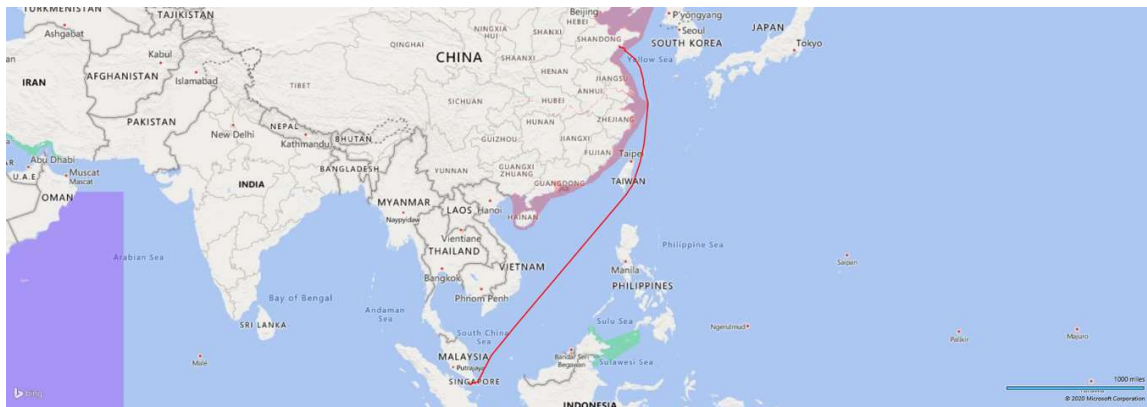 TURKMENISTAN
TAJIKISTAN
Ashgabat
Beijing
HEBEI
P'yongyang
Seoul
SOUTH KOREA
JAPAN
Tokyo
NINGXIA
HUI
SHANXI
SHANDONG
QINGHAI
CHINA
SHAANXI
HENAN
Yellow Sea
JIANGSU
ANHUI
Kabul
AFGHANISTAN
Islamabad
IRAN
TIBET
SICHUAN
HUBEI
ZHEJIANG
HUNAN
JIANGXI
GUIZHOU
FUJIAN
PAKISTAN
New Delhi
NEPAL
Kathmandu
BHUTAN
BANGLADESH
YUNNAN
GUANGXI
ZHUANG
GUANGDONG
Taipei
TAIWAN
Abu Dhabi
U.A.E.
Muscat
Mascat
OMAN
INDIA
MYANMAR
Naypyidaw
LAOS
Hanoi
HAINAN
Vientiane
THAILAND
Bangkok
VIETNAM
Phnom Penh
Arabian Sea
Bay of Bengal
Andaman
Sea
SRI LANKA
Male
Philippine Sea
Manila
PHILIPPINES
Saipan
Sulu Sea
South China
Sea
Ngerulmud
Palikir
Majuro
MALAYSIA
Putrajaya
SINGAPORE
Bandar Seri
Begawan
Sulawesi Sea
INDONESIA
bing
1000 miles
© 2020 Microsoft Corporation